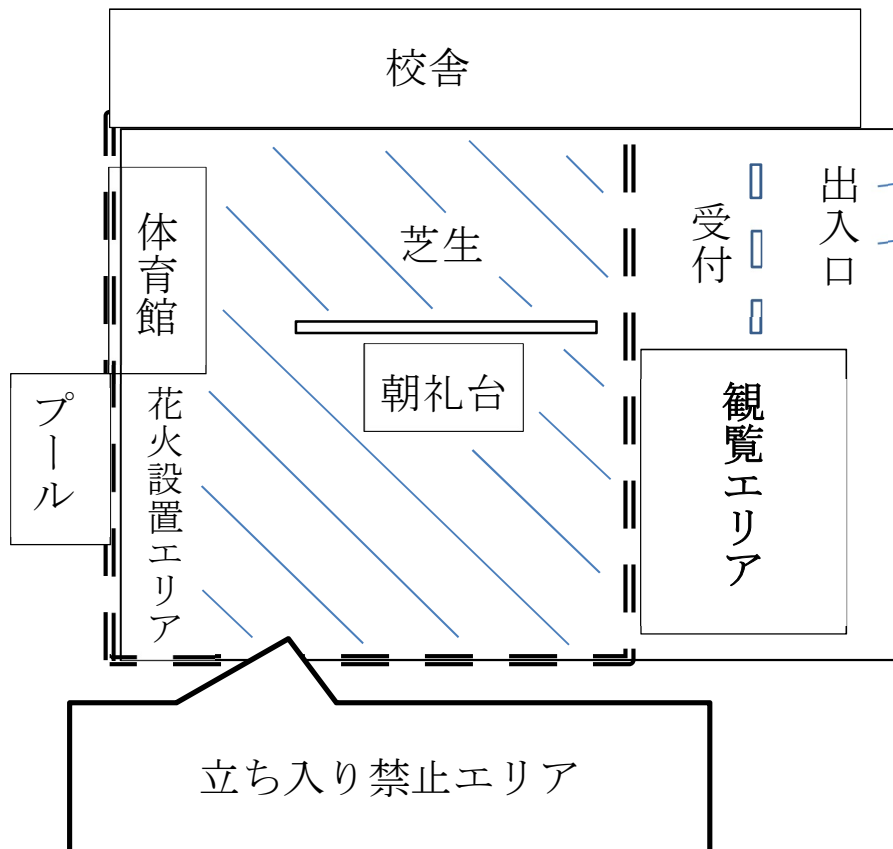 校舎
体育館
芝生
受付
出入口
朝礼台
プール
花火設置エリア
観覧エリア
立ち入り禁止エリア